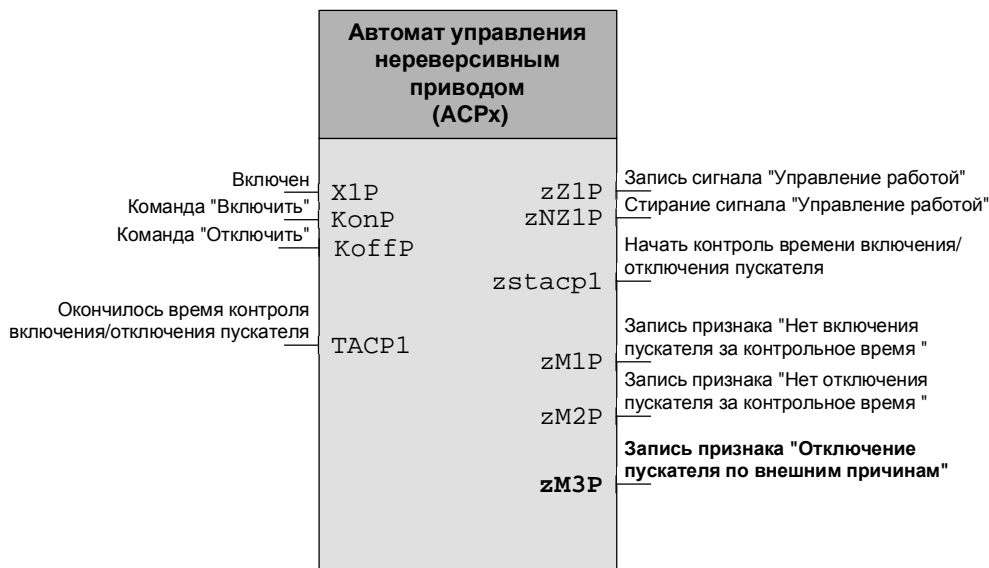 Автомат управления
нереверсивным
приводом
(ACPx)
Включен
X1P
Команда "Включить"
KonP
Команда "Отключить"
KoffP
Окончилось время контроля
включения/отключения пускателя
TACP1
zZ1P
Запись сигнала "Управление работой"
zNZ1P
Стирание сигнала "Управление работой"
zstacp1
Начать контроль времени включения/
отключения пускателя
zM1P
Запись признака "Нет включения
пускателя за контрольное время "
zM2P
Запись признака "Нет отключения
пускателя за контрольное время "
zM3P
Запись признака "Отключение
пускателя по внешним причинам"